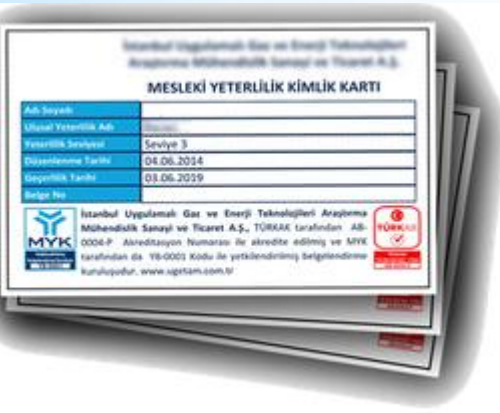 MESLEKİ YETERLİLİK KİMLİK KARTI
Adı Soyadı
Ulusal Yeterlilik Adı
Yeterlilik Seviyesi Seviye 3
Düzenlenme Tarihi 04.06.2014
Geçerlilik Tarihi 03.06.2019
Belge No
İstanbul Uygulamalı Gaz ve Enerji Teknolojileri Araştırma
Mühendislik Sanayi ve Ticaret A.Ş., TÜRKAK tarafından AB-
0004-P Akreditasyon Numarası ile akredite edilmiş ve MYK
tarafından da YB-0001 Kodu ile yetkilendirilmiş belgelendirme
kuruluşudur. www.ugetam.com.tr
MYK
TÜRKAK